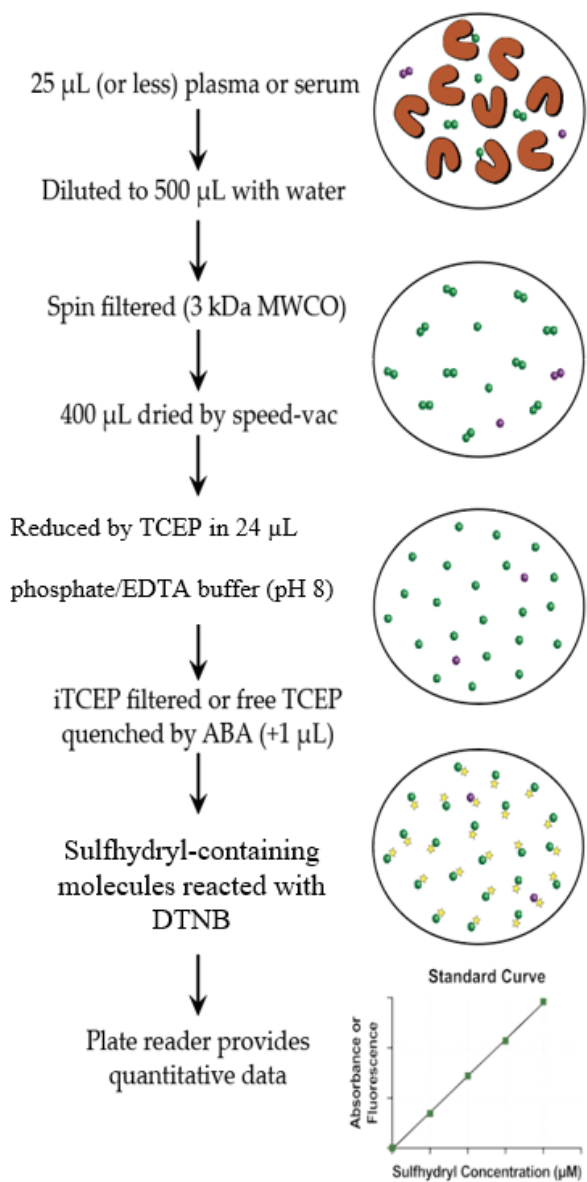 25 μL (or less) plasma or serum
Diluted to 500 μL with water
Spin filtered (3 kDa MWCO)
400 μL dried by speed-vac
Reduced by TCEP in 24 μL
phosphate/EDTA buffer (pH 8)
iTCEP filtered or free TCEP
quenched by ABA (+1 μL)
Sulfhydryl-containing
molecules reacted with
DTNB
Plate reader provides
quantitative data
Standard Curve
Absorbance or
Fluorescence
Sulfhydryl Concentration (μM)